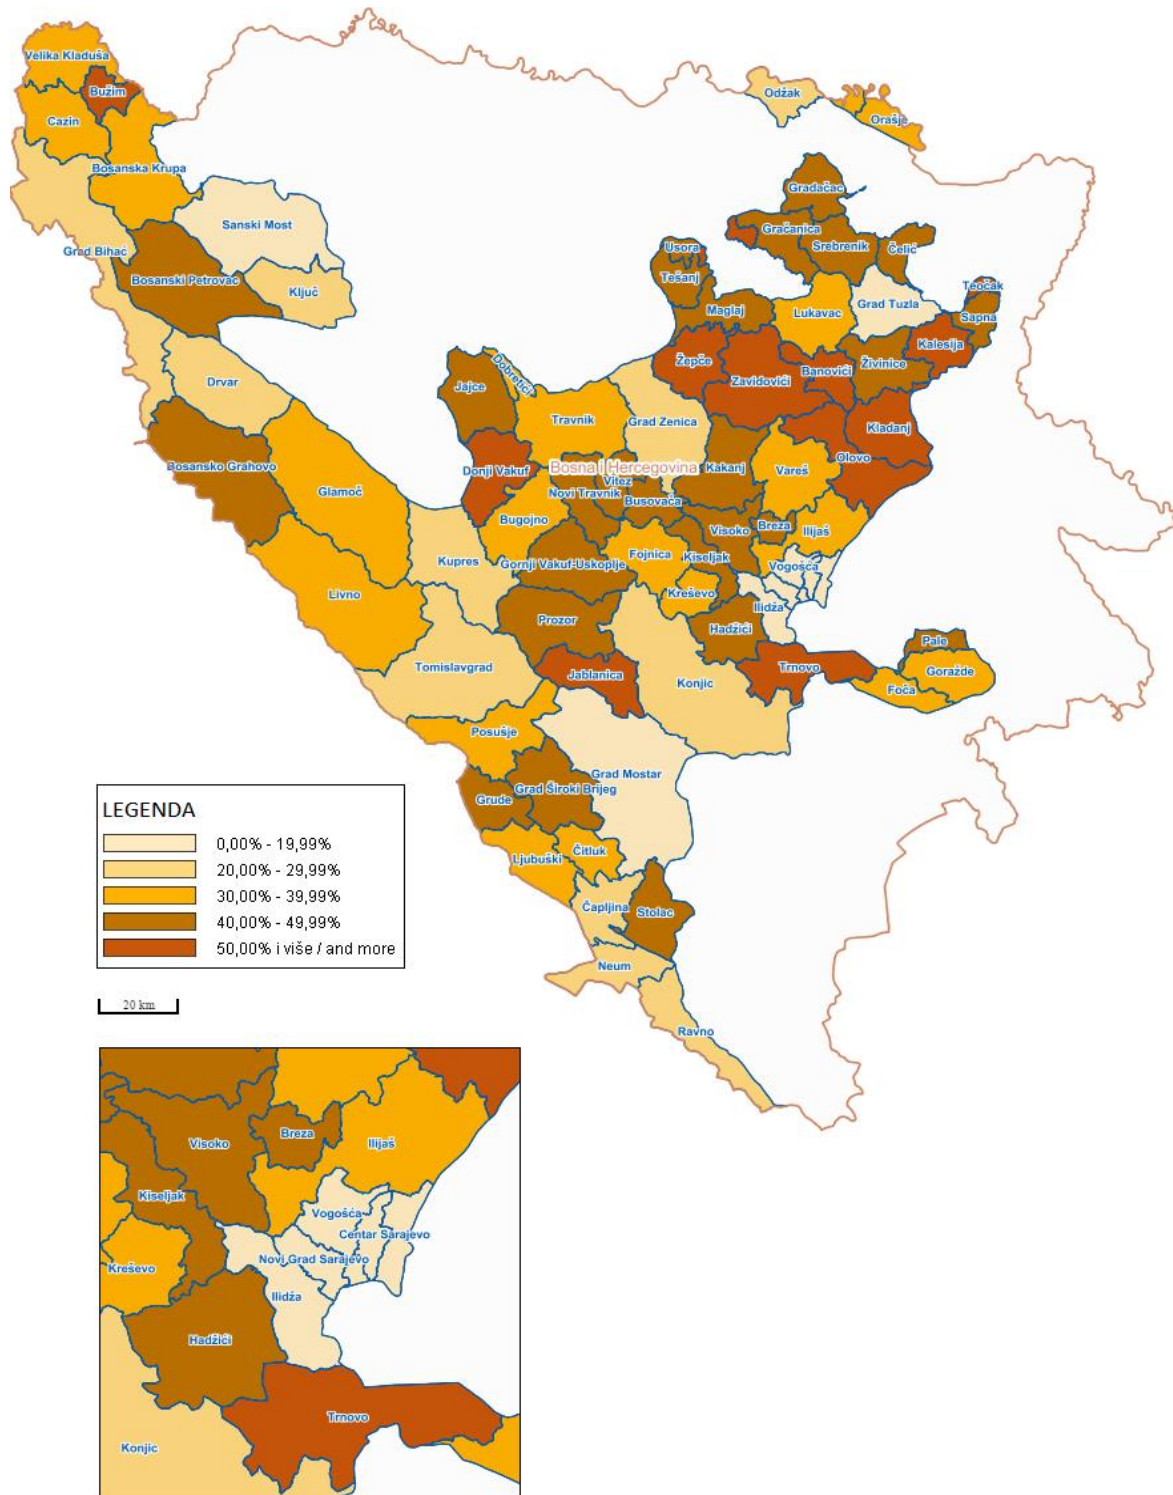 Velika Kladuša
Bužim
Cazin
Bosanska Krupa
Odžak
Orašje
Sanski Most
Grad Bihać
Bosanski Petrovac
Ključ
Gradačac
Gračanica
Srebrenik
Čelić
Usora
Tešanj
Maglaj
Lukavac
Grad Tuzla
Teočak
Sapna
Kalesija
Živinice
Banovići
Zavidovići
Žepče
Drvar
Jajce
Dobretići
Travnik
Grad Zenica
Kladanj
Olovo
Vareš
Kakanj
Bosna i Hercegovina
Vitez
Novi Travnik
Busovača
Donji Vakuf
Bosansko Grahovo
Glamoč
Bugojno
Visoko
Breza
Ilijaš
Fojnica
Kiseljak
Vogošća
Kupres
Gornji Vakuf-Uskoplje
Kreševo
Ilidža
Livno
Prozor
Hadžići
Pale
Goražde
Foča
Trnovo
Tomislavgrad
Jablanica
Konjic
Posušje
Grad Mostar
Grad Široki Brijeg
Grude
Ljubuški
Čitluk
Čapljina
Stolac
Neum
Ravno
LEGENDA
0,00% - 19,99%
20,00% - 29,99%
30,00% - 39,99%
40,00% - 49,99%
50,00% i više / and more
20 km
Breza
Visoko
Ilijaš
Kiseljak
Vogošća
Centar Sarajevo
Novi Grad Sarajevo
Kreševo
Ilidža
Hadžići
Trnovo
Konjic